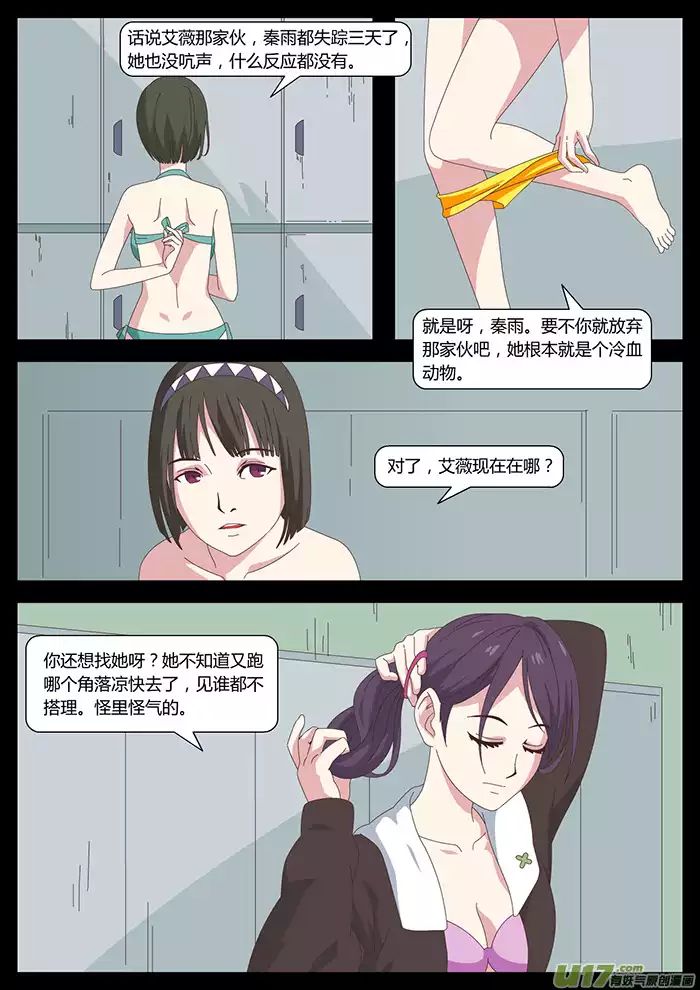 话说艾薇那家伙，秦雨都失踪三天了，
她也没吭声，什么反应都没有。
就是呀，秦雨。要不你就放弃
那家伙吧，她根本就是个冷血
动物。
对了，艾薇现在在哪？
你还想找她呀？她不知道又跑
哪个角落凉快去了，见谁都不
搭理。怪里怪气的。
U17.com
有妖气原创漫画